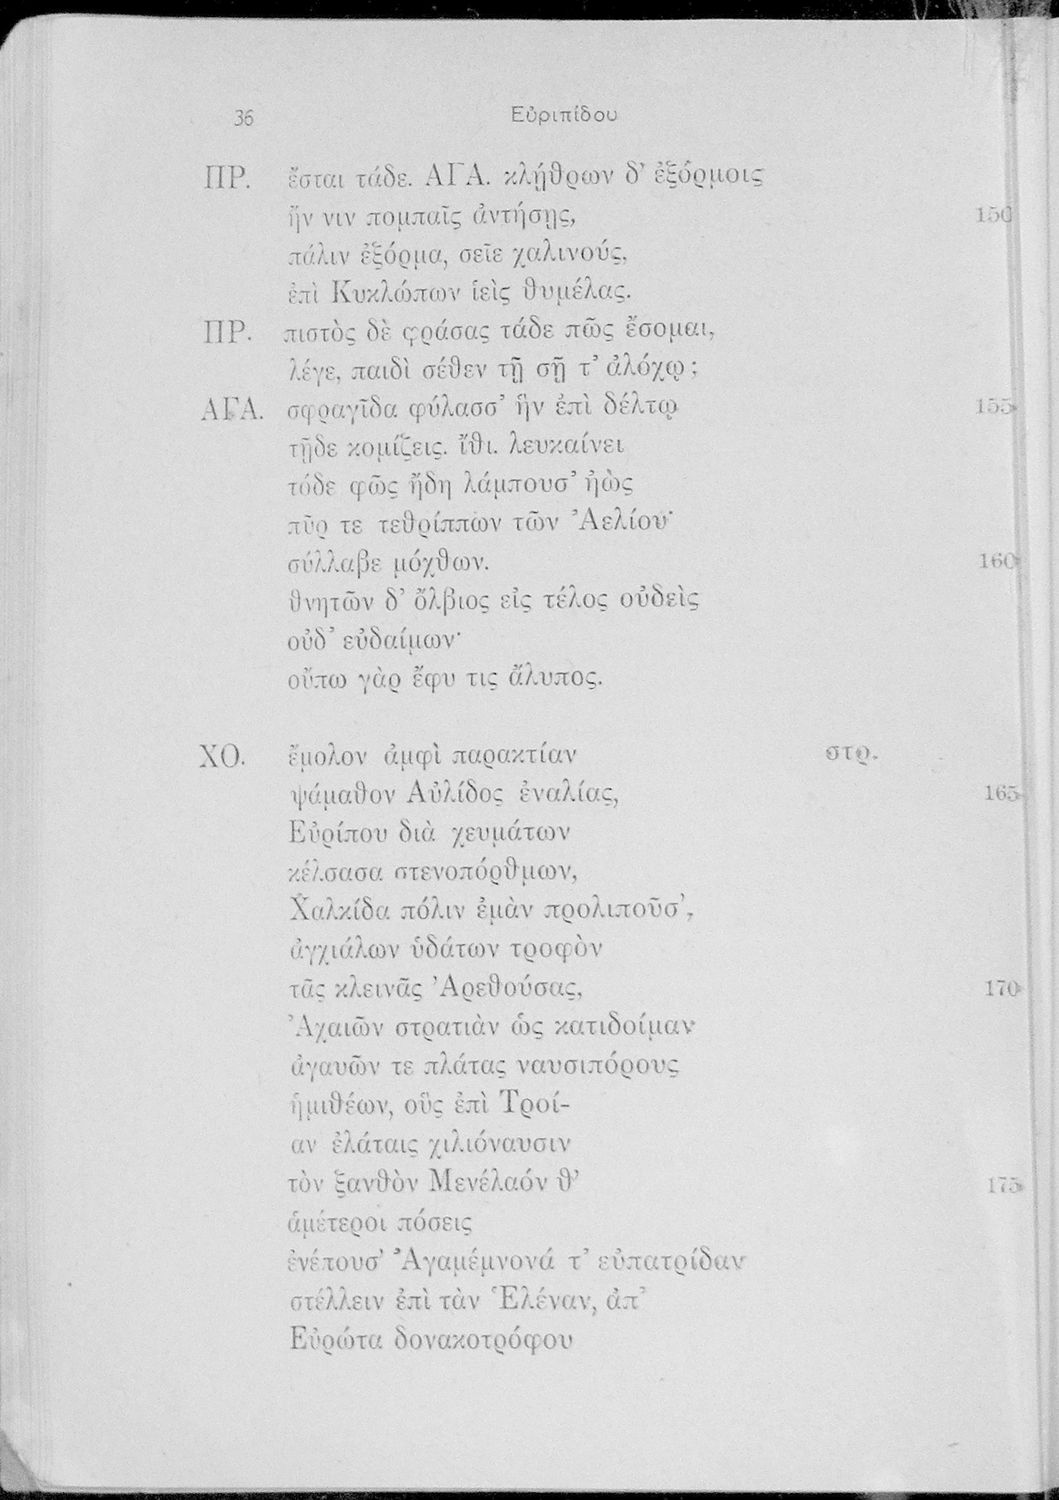 36 Εὐριπίδου
ΠΡ. ἔσται τάδε. ΑΓΑ. κλῄθρων δ’ ἐξόρμοις
ἤν νιν πομπαῖς ἀντήσῃς, 150
πάλιν ἐξόρμα, σεῖε χαλινούς,
ἐπὶ Κυκλώπων ἱεὶς θυμέλας.
ΠΡ. πιστὸς δὲ φράσας τάδε πῶς ἔσομαι,
λέγε, παιδὶ σέθεν τῇ σῇ τ’ ἀλόχῳ;
ΑΓΑ. σφραγῖδα φύλασσ’ ἣν ἐπὶ δέλτῳ 155
τῇδε κομίζεις. ἴθι. λευκαίνει
τόδε φῶς ἤδη λάμπουσ’ ἠὼς
πῦρ τε τεθρίππων τῶν Ἀελίου·
σύλλαβε μόχθων. 160
θνητῶν δ’ ὄλβιος εἰς τέλος οὐδεὶς
οὐδ’ εὐδαίμων·
οὔπω γὰρ ἔφυ τις ἄλυπος.
ΧΟ. ἔμολον ἀμφὶ παρακτίαν στρ.
ψάμαθον Αὐλίδος ἐναλίας, 165
Εὐρίπου διὰ χευμάτων
κέλσασα στενοπόρθμων,
Χαλκίδα πόλιν ἐμὰν προλιποῦσ’,
ἀγχιάλων ὑδάτων τροφὸν
τᾶς κλεινᾶς Ἀρεθούσας, 170
Ἀχαιῶν στρατιὰν ὡς κατιδοίμαν
ἀγαυῶν τε πλάτας ναυσιπόρους
ἡμιθέων, οὓς ἐπὶ Τροί-
αν ἐλάταις χιλιόναυσιν
τὸν ξανθὸν Μενέλαόν θ’ 175
ἁμέτεροι πόσεις
ἐνέπουσ’ Ἀγαμέμνονά τ’ εὐπατρίδαν
στέλλειν ἐπὶ τὰν Ἑλέναν, ἀπ’
Εὐρώτα δονακοτρόφου